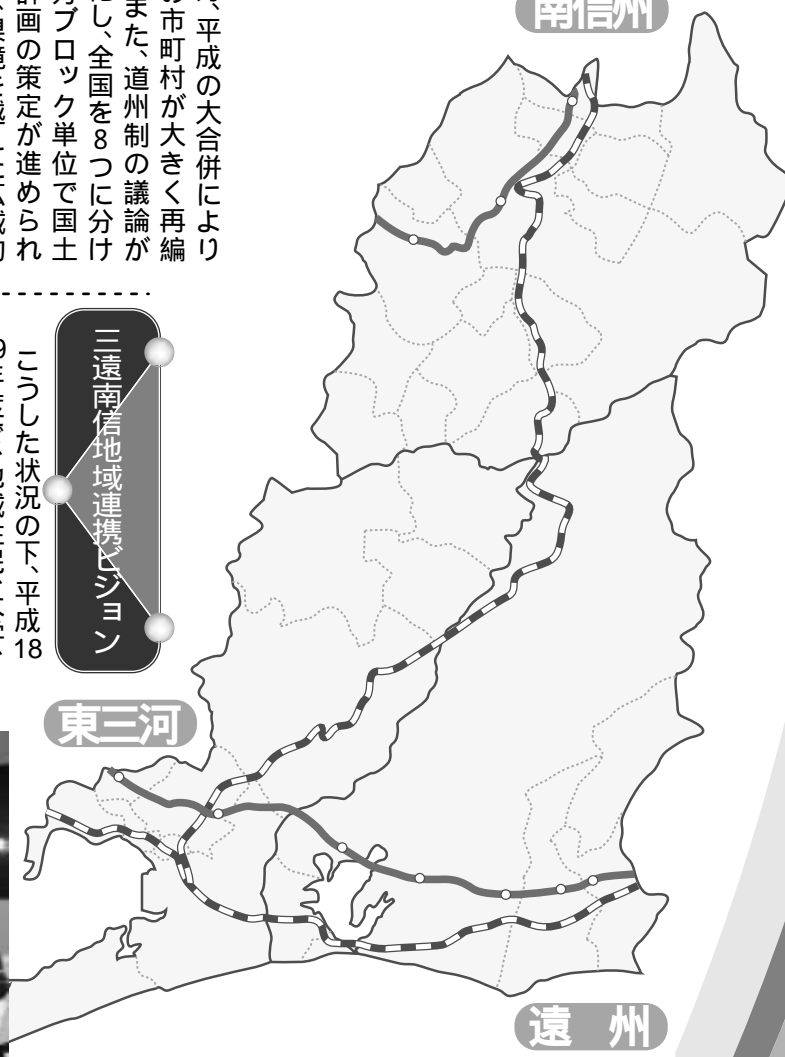 南信州
、平成の大合併により
の市町村が大きく再編
また、道州制の議論が
し、全国を8つに分け
ブロック単位で国土
計画の策定が進められ
三遠南信地域連携ビジョン
こうした状況の下、平成18
東三河
遠 州